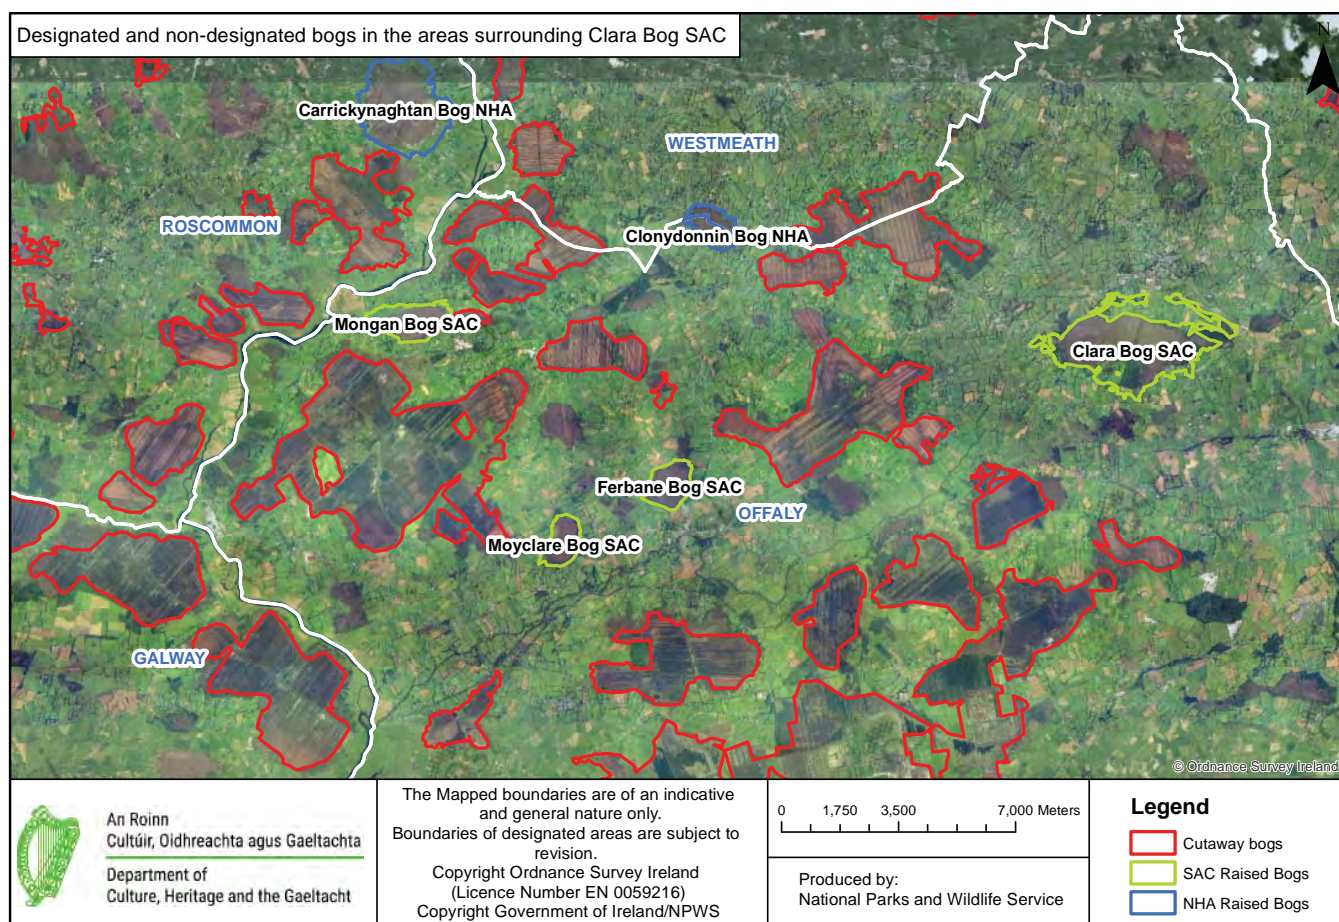 Designated and non-designated bogs in the areas surrounding Clara Bog SAC
N
Carrickynaghtan Bog NHA
WESTMEATH
ROSCOMMON
Clonydonnin Bog NHA
Mongan Bog SAC
Clara Bog SAC
Ferbane Bog SAC
OFFALY
Moyclare Bog SAC
GALWAY
© Ordnance Survey Ireland
An Roinn
Cultúir, Oidhreachta agus Gaeltachta
Department of
Culture, Heritage and the Gaeltacht
The Mapped boundaries are of an indicative
and general nature only.
Boundaries of designated areas are subject to
revision.
Copyright Ordnance Survey Ireland
(Licence Number EN 0059216)
Copyright Government of Ireland/NPWS
0 1,750 3,500 7,000 Meters
Produced by:
National Parks and Wildlife Service
Legend
Cutaway bogs
SAC Raised Bogs
NHA Raised Bogs